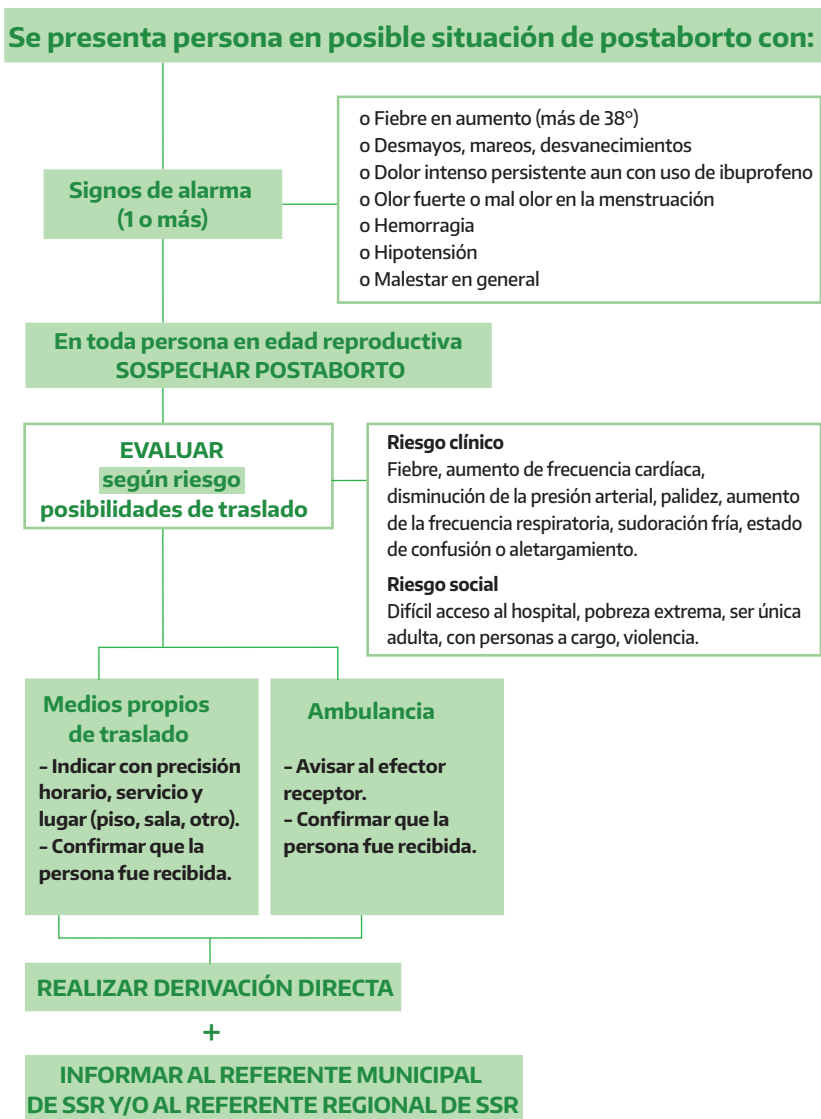 Se presenta persona en posible situación de postaborto con:
Signos de alarma
(1 o más)
o Fiebre en aumento (más de 38º)
o Desmayos, mareos, desvanecimientos
o Dolor intenso persistente aun con uso de ibuprofeno
o Olor fuerte o mal olor en la menstruación
o Hemorragia
o Hipotensión
o Malestar en general
En toda persona en edad reproductiva
SOSPECHAR POSTABORTO
EVALUAR
según riesgo
posibilidades de traslado
Riesgo clínico
Fiebre, aumento de frecuencia cardíaca,
disminución de la presión arterial, palidez, aumento
de la frecuencia respiratoria, sudoración fría, estado
de confusión o aletargamiento.
Riesgo social
Difícil acceso al hospital, pobreza extrema, ser única
adulta, con personas a cargo, violencia.
Medios propios
de traslado
- Indicar con precisión
horario, servicio y
lugar (piso, sala, otro).
- Confirmar que la
persona fue recibida.
Ambulancia
- Avisar al efector
receptor.
- Confirmar que la
persona fue recibida.
REALIZAR DERIVACIÓN DIRECTA
+
INFORMAR AL REFERENTE MUNICIPAL
DE SSR Y/O AL REFERENTE REGIONAL DE SSR